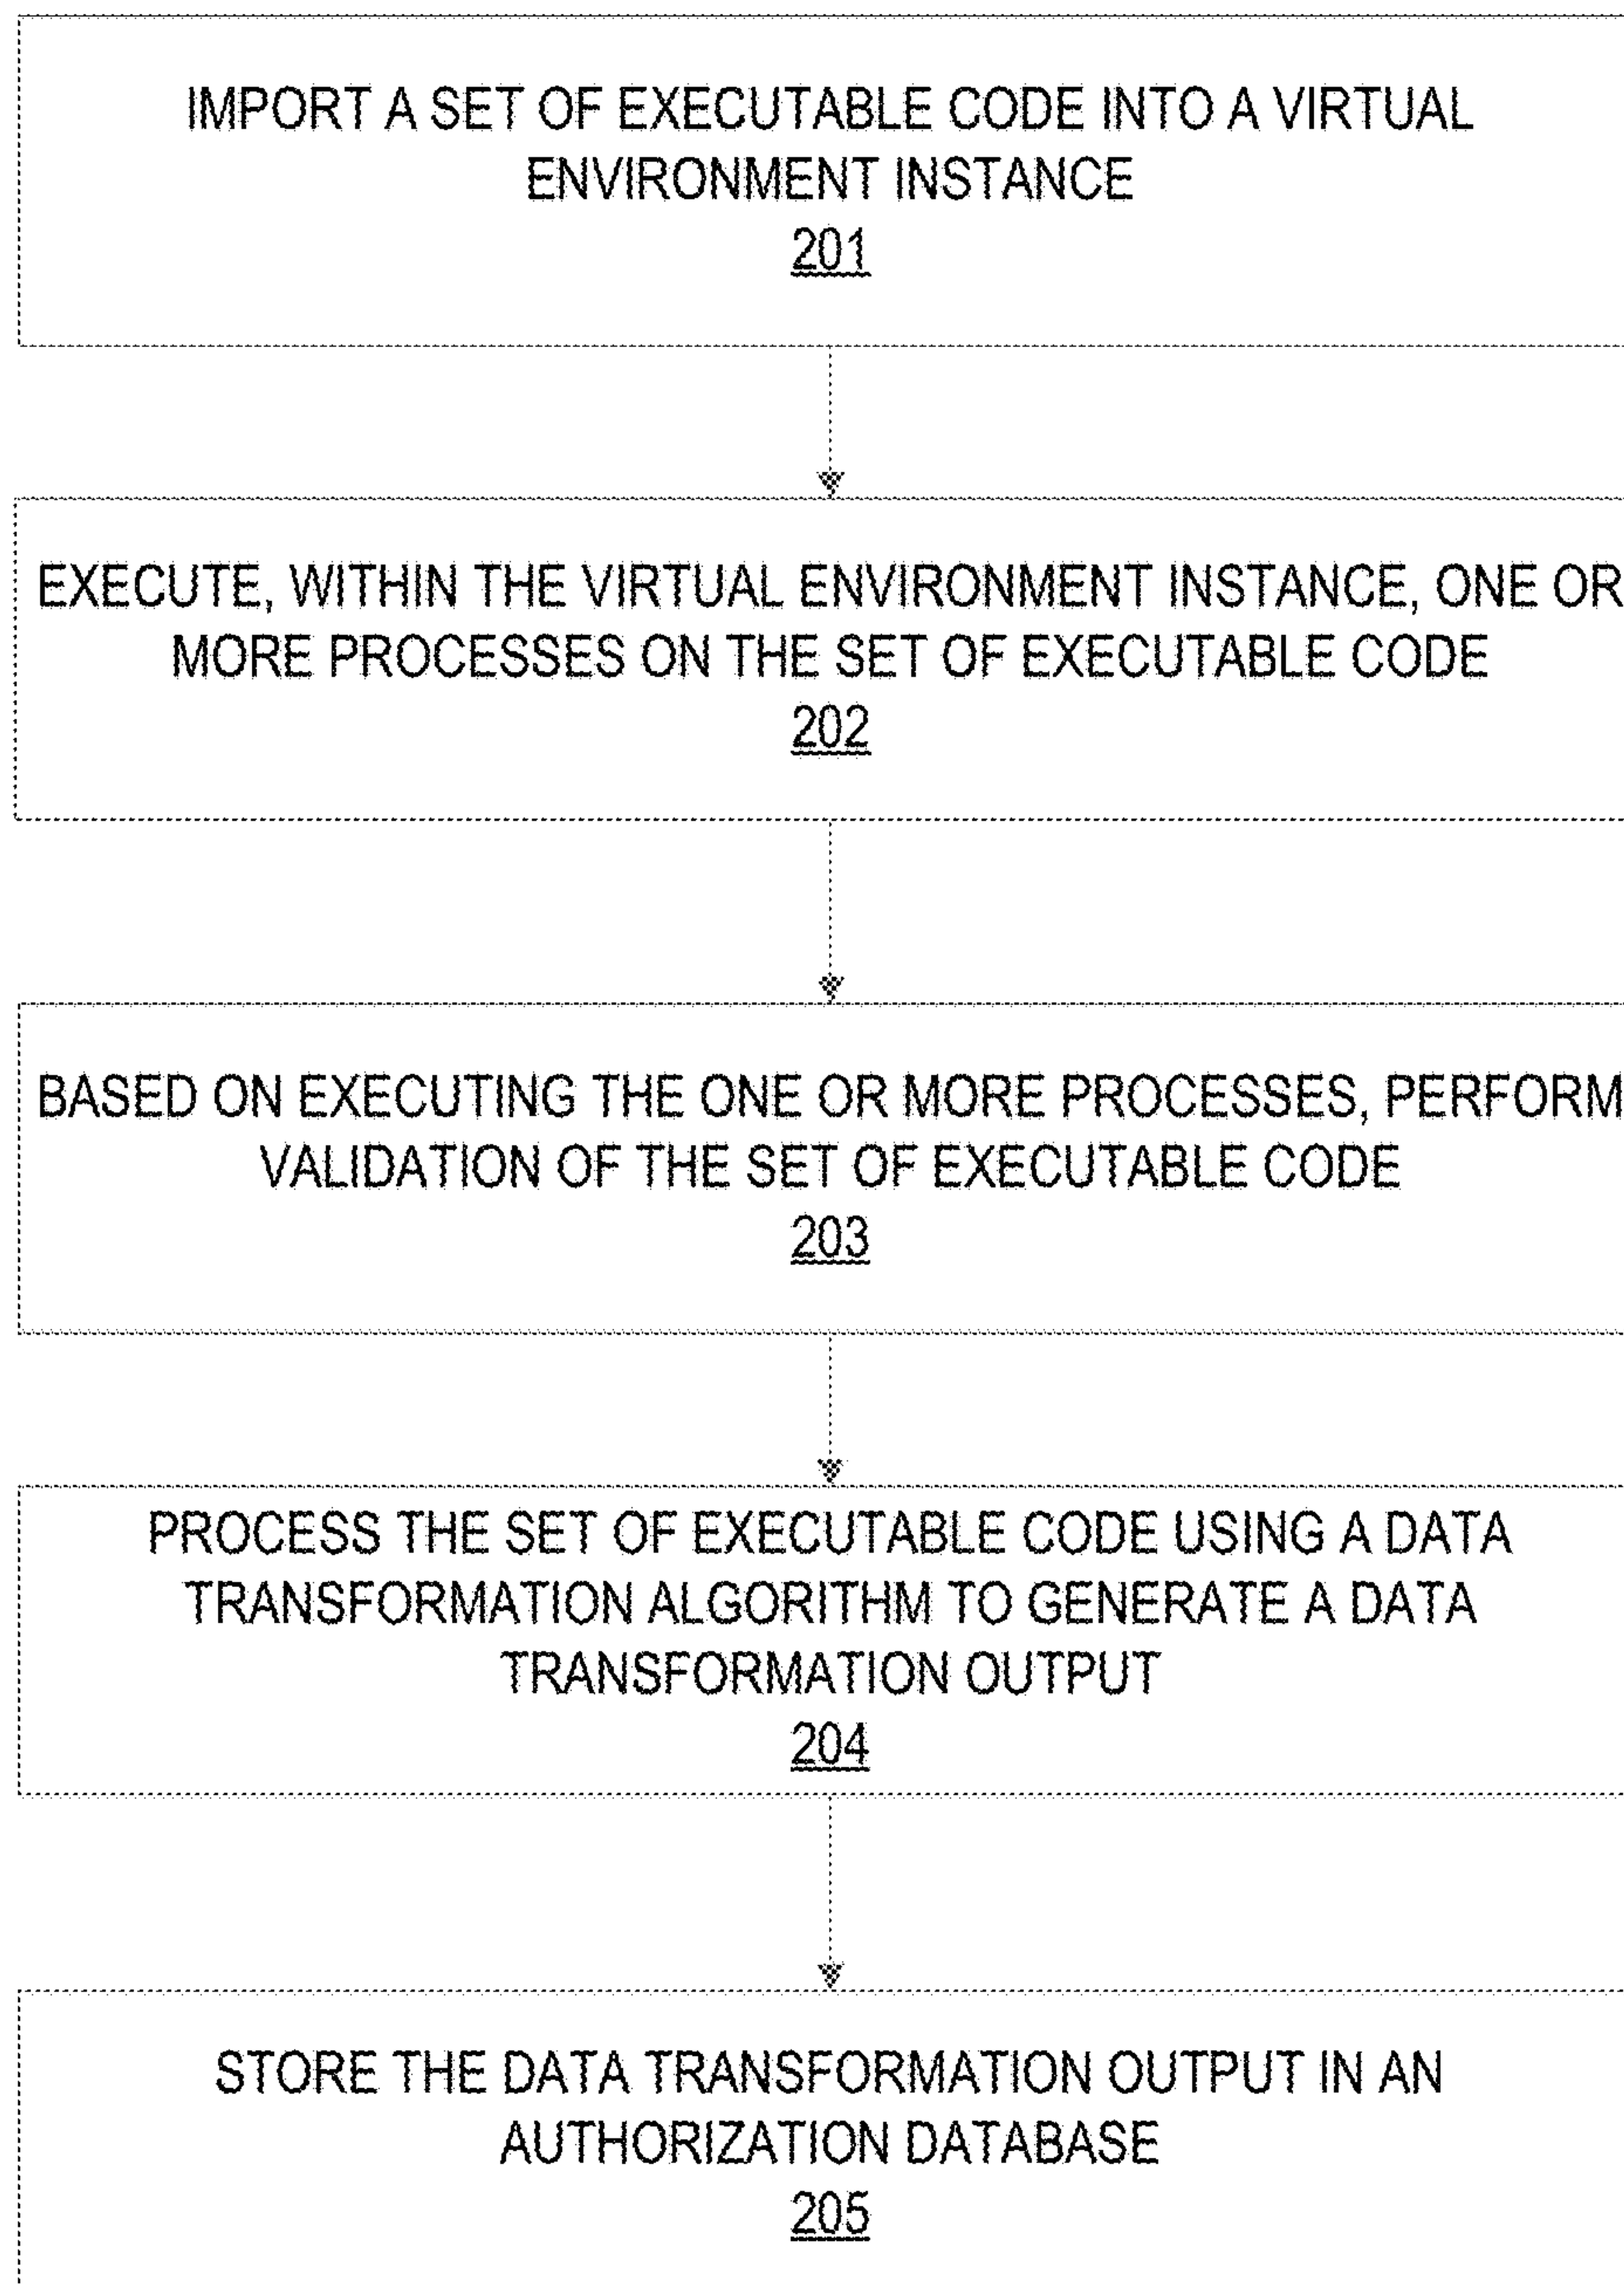 IMPORT A SET OF EXECUTABLE CODE INTO A VIRTUAL
ENVIRONMENT INSTANCE
201
EXECUTE, WITHIN THE VIRTUAL ENVIRONMENT INSTANCE, ONE OR
MORE PROCESSES ON THE SET OF EXECUTABLE CODE
202
BASED ON EXECUTING THE ONE OR MORE PROCESSES, PERFORM
VALIDATION OF THE SET OF EXECUTABLE CODE
203
PROCESS THE SET OF EXECUTABLE CODE USING A DATA
TRANSFORMATION ALGORITHM TO GENERATE A DATA
TRANSFORMATION OUTPUT
204
STORE THE DATA TRANSFORMATION OUTPUT IN AN
AUTHORIZATION DATABASE
205